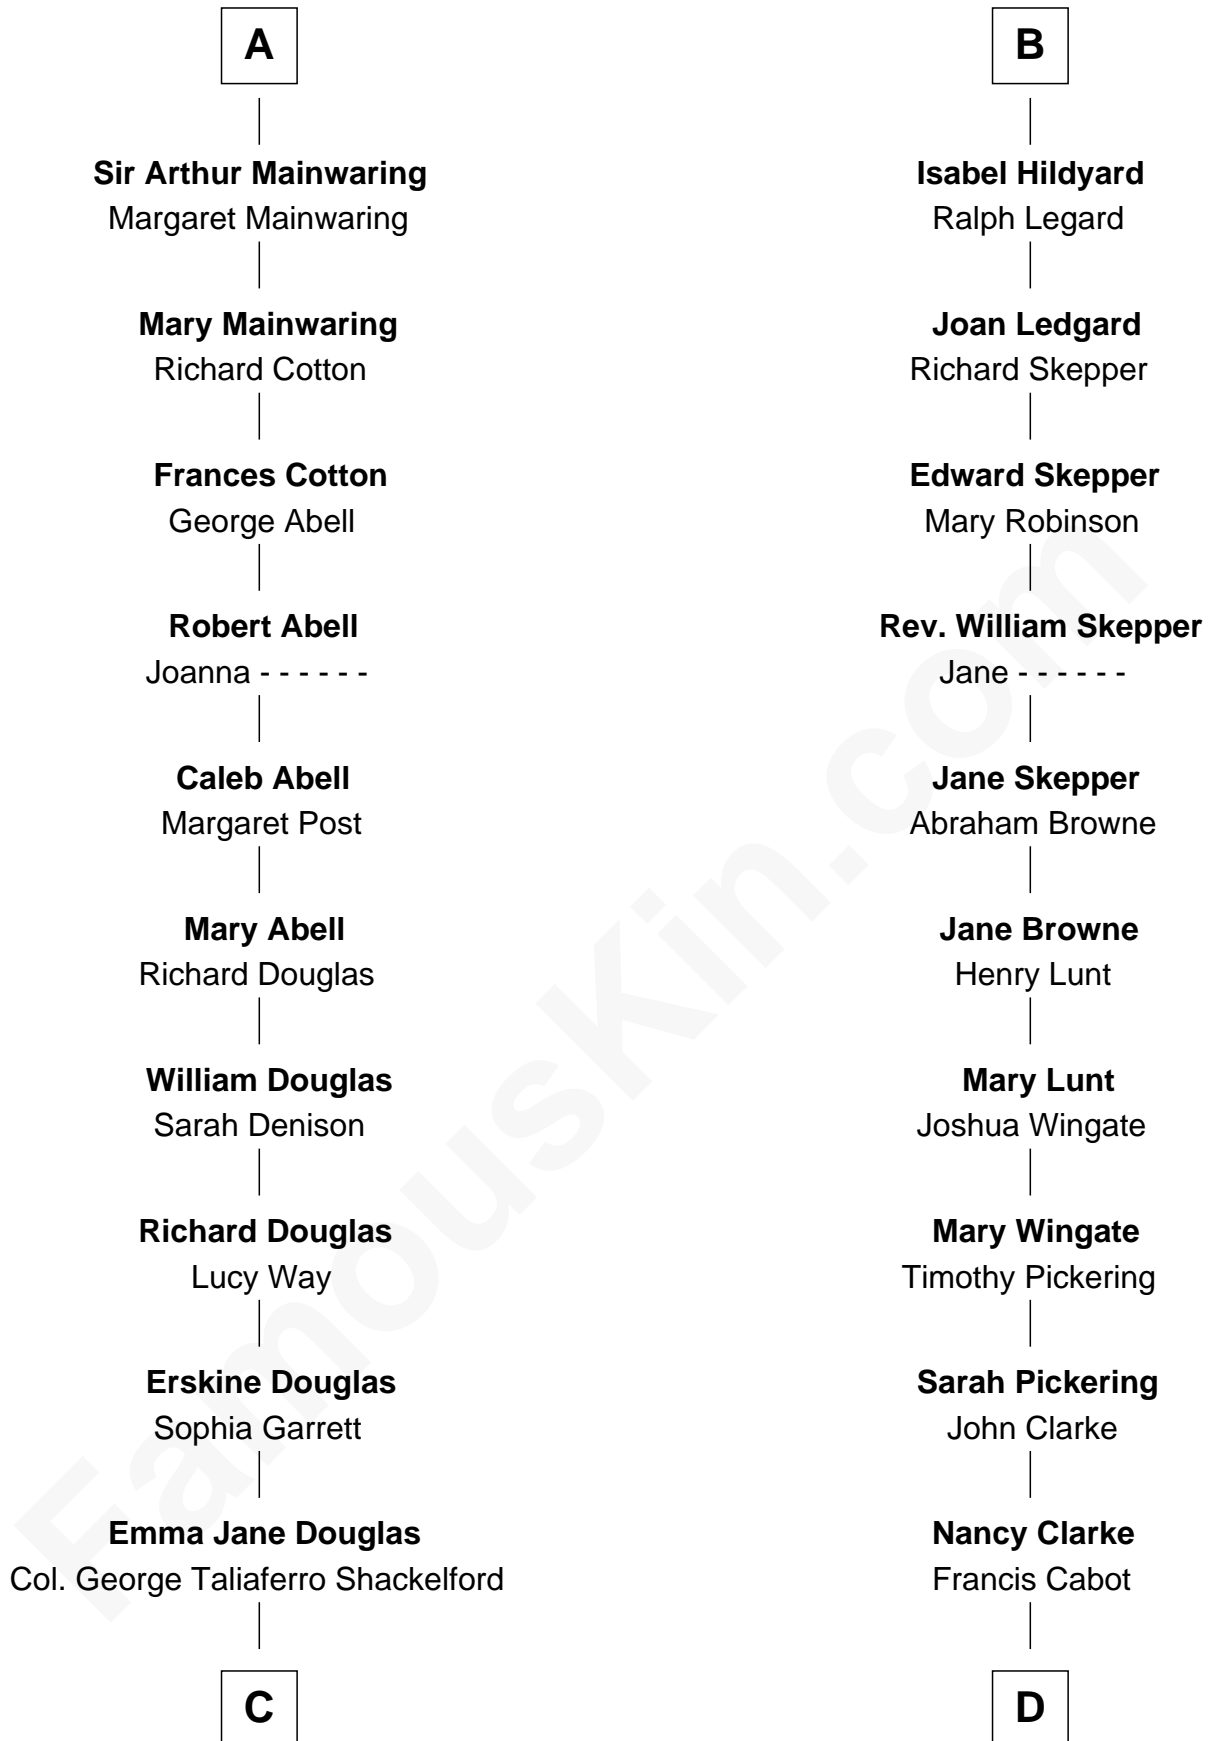 A
Sir Arthur Mainwaring
Margaret Mainwaring
Mary Mainwaring
Richard Cotton
Frances Cotton
George Abell
Robert Abell
Joanna - - - - - -
Caleb Abell
Margaret Post
Mary Abell
Richard Douglas
William Douglas
Sarah Denison
Richard Douglas
Lucy Way
Erskine Douglas
Sophia Garrett
Emma Jane Douglas
Col. George Taliaferro Shackelford
C
B
Isabel Hildyard
Ralph Legard
Joan Ledgard
Richard Skepper
Edward Skepper
Mary Robinson
Rev. William Skepper
Jane - - - - - -
Jane Skepper
Abraham Browne
Jane Browne
Henry Lunt
Mary Lunt
Joshua Wingate
Mary Wingate
Timothy Pickering
Sarah Pickering
John Clarke
Nancy Clarke
Francis Cabot
D
FamousKin.com